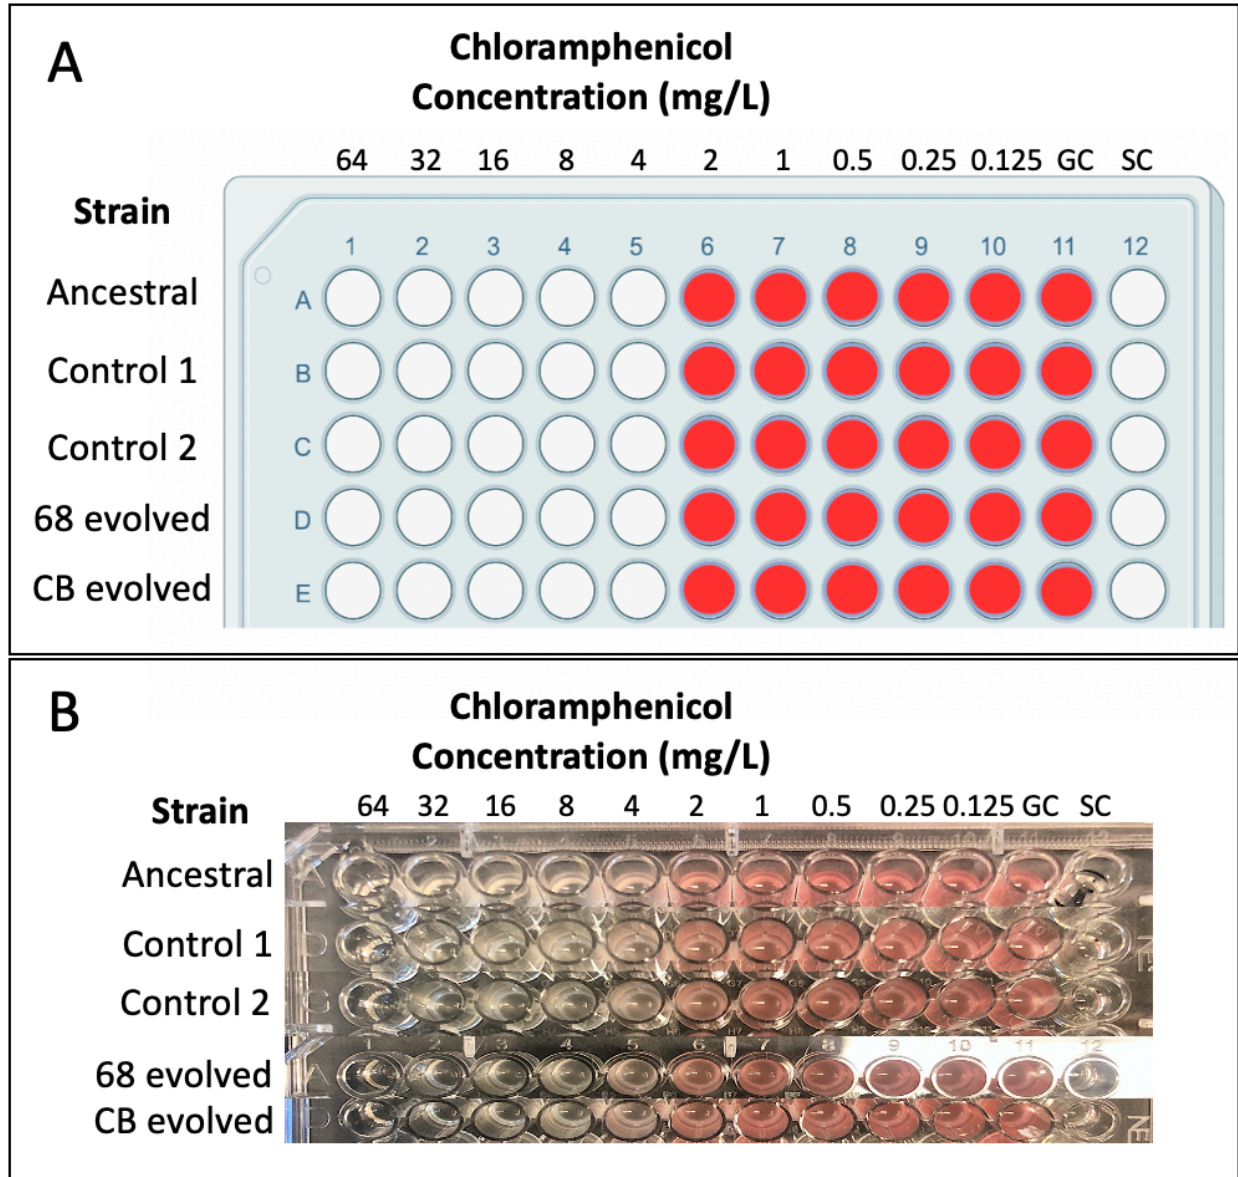 A
Chloramphenicol
Concentration (mg/L)
64 32 16 8 4 2 1 0.5 0.25 0.125 GC SC
Strain
1 2 3 4 5 6 7 8 9 10 11 12
Ancestral A
Control 1 B
Control 2 C
68 evolved D
CB evolved E
B
Chloramphenicol
Concentration (mg/L)
Strain 64 32 16 8 4 2 1 0.5 0.25 0.125 GC SC
Ancestral
Control 1
Control 2
1 2 3 4 5 6 7 8 9 10 11 12
68 evolved
CB evolved